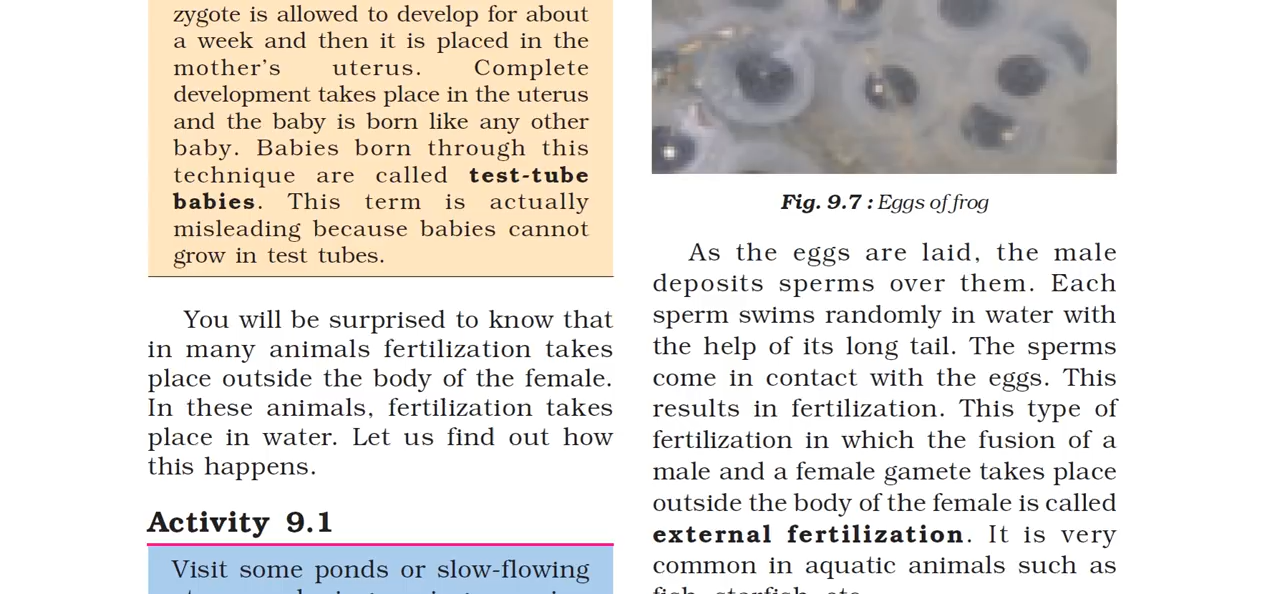 zygote is allowed to develop for about
a week and then it is placed in the
mother's uterus. Complete
development takes place in the uterus
and the baby is born like any other
baby. Babies born through this
technique are called test-tube
babies. This term is actually
misleading because babies cannot
grow in test tubes.
You will be surprised to know that
in many animals fertilization takes
place outside the body of the female.
In these animals, fertilization takes
place in water. Let us find out how
this happens.
Activity 9.1
Visit some ponds or slow-flowing
Fig. 9.7 : Eggs of frog
As the eggs are laid, the male
deposits sperms over them. Each
sperm swims randomly in water with
the help of its long tail. The sperms
come in contact with the eggs. This
results in fertilization. This type of
fertilization in which the fusion of a
male and a female gamete takes place
outside the body of the female is called
external fertilization. It is very
common in aquatic animals such as
fish, starfish, etc.